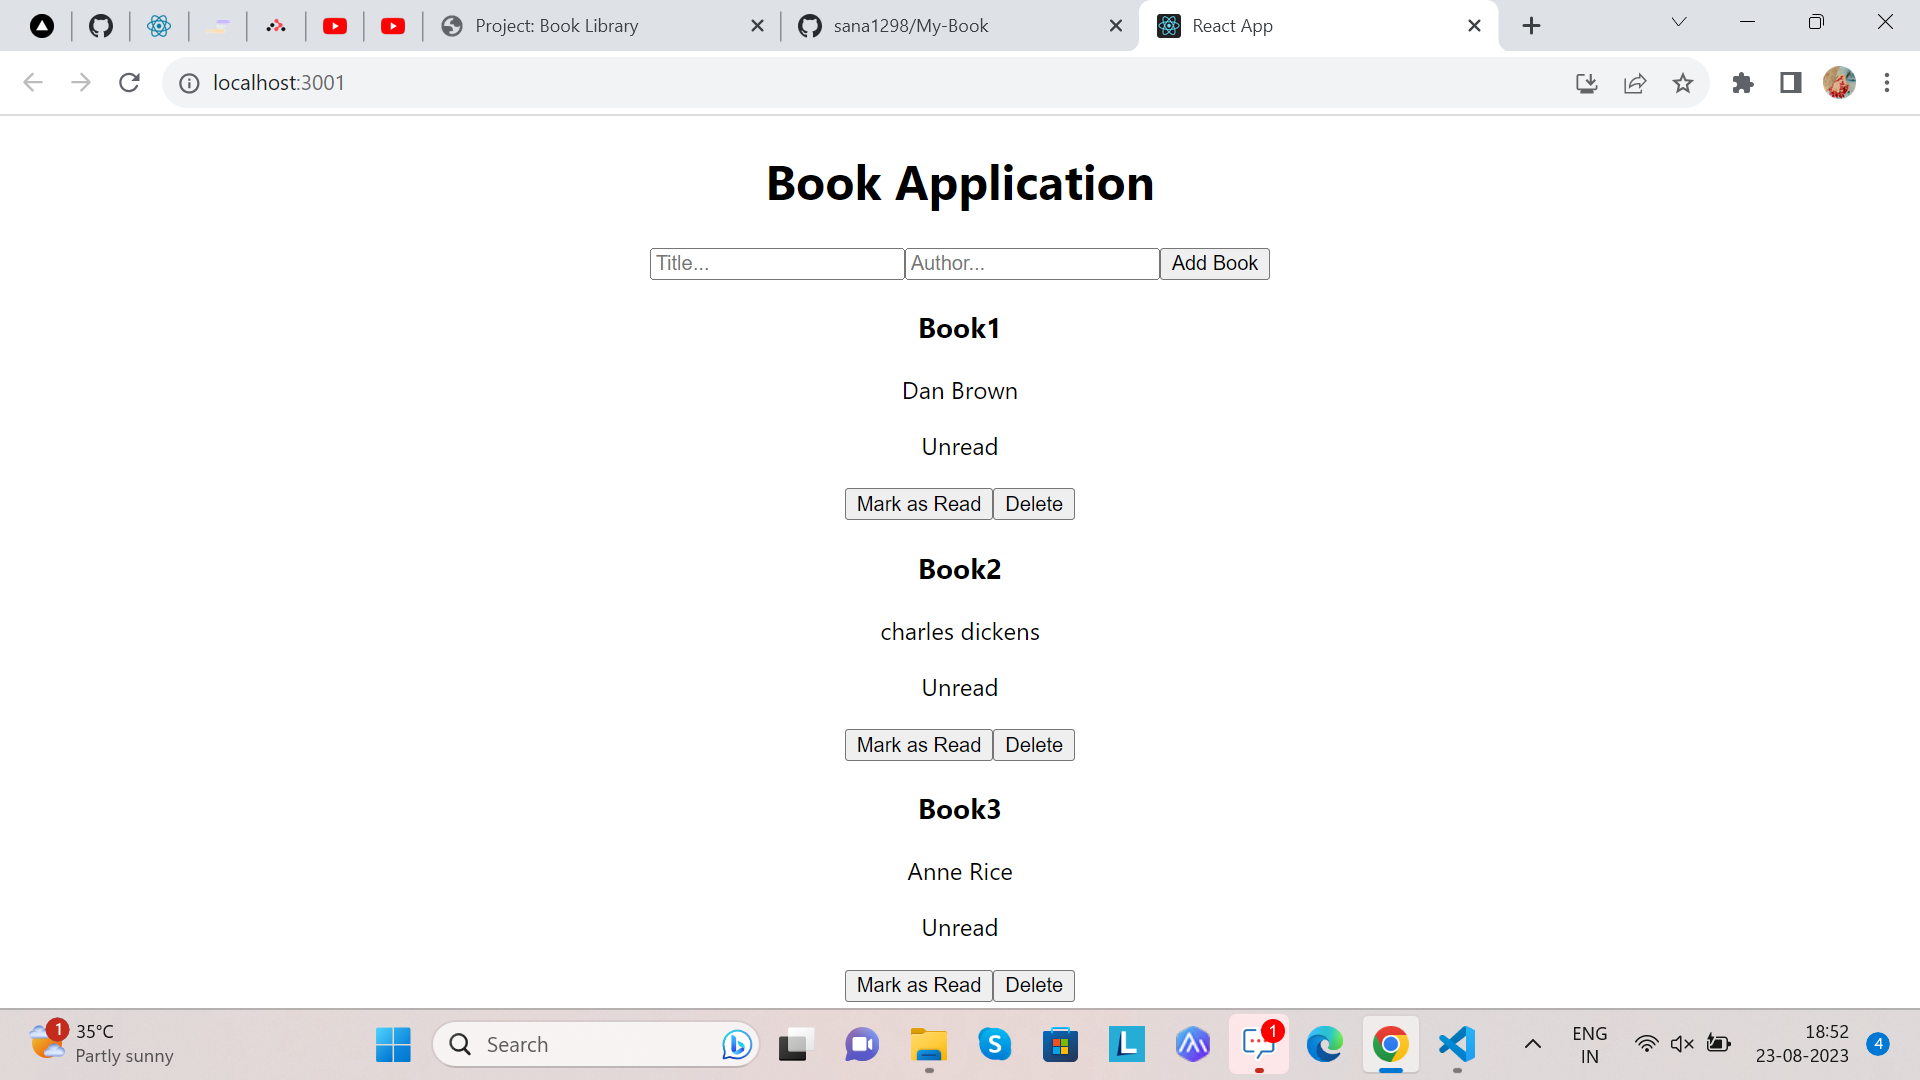 Project: Book Library
sana1298/My-Book
React App
localhost:3001
Book Application
Title... Author... Add Book
Book1
Dan Brown
Unread
Mark as Read Delete
Book2
charles dickens
Unread
Mark as Read Delete
Book3
Anne Rice
Unread
Mark as Read Delete
1 35°C
Partly sunny
Search
S
L
1
ENG
IN
18:52
23-08-2023
4